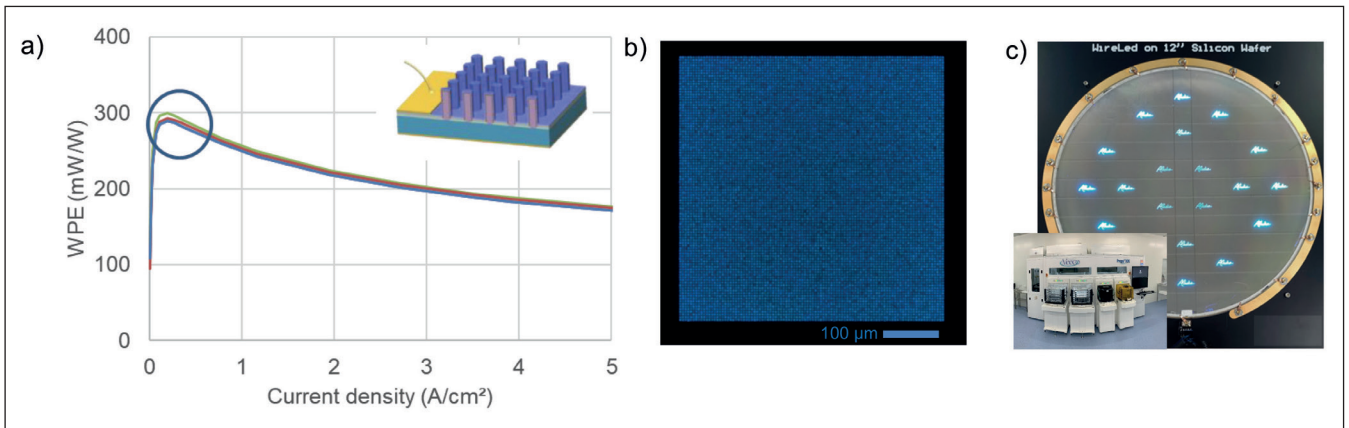 a)
400
300
200
100
0
WPE (mW/W)
0 1 2 3 4 5
Current density (A/cm²)
b)
100 µm
c)
WireLed on 12” Silicon Wafer